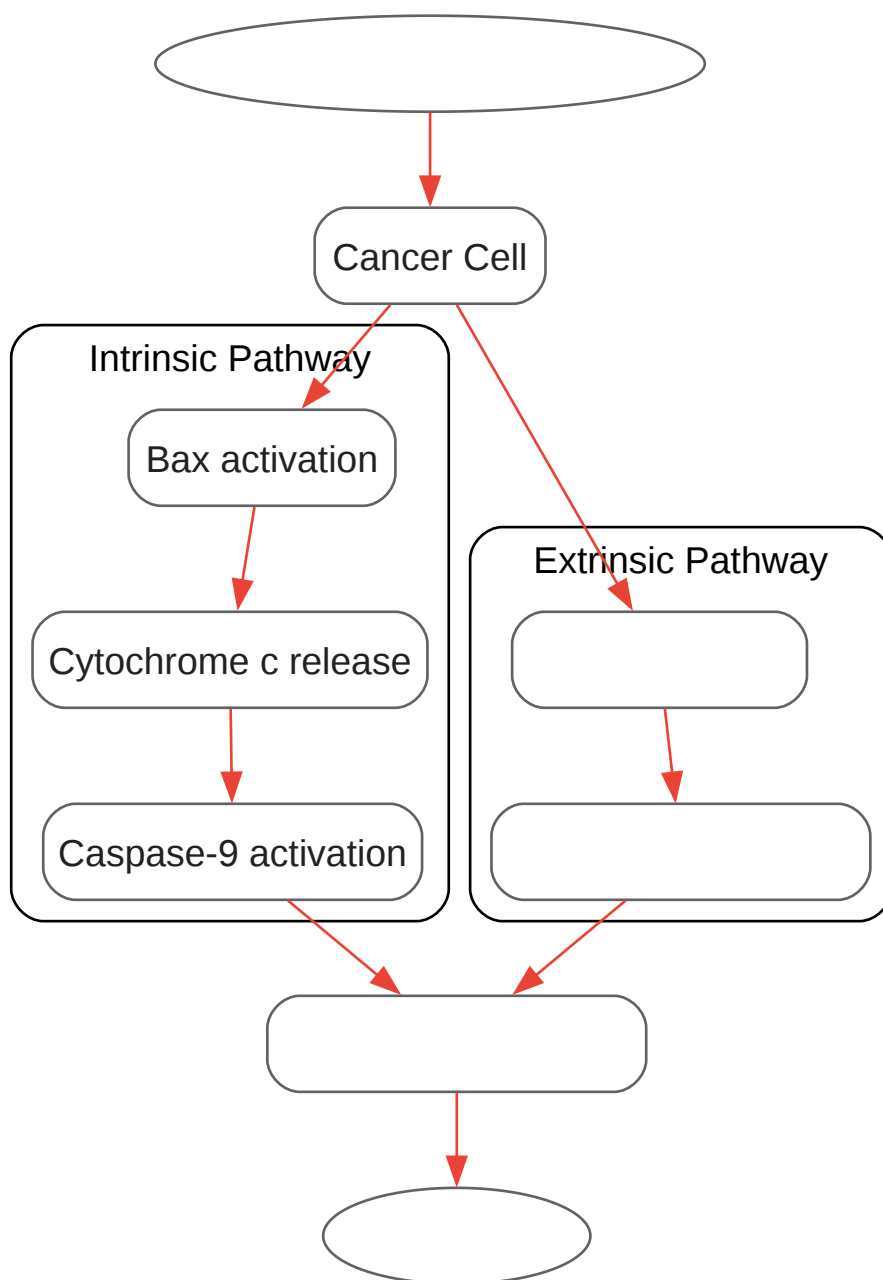 Cancer Cell
Intrinsic Pathway
Bax activation
Extrinsic Pathway
Cytochrome c release
Caspase-9 activation